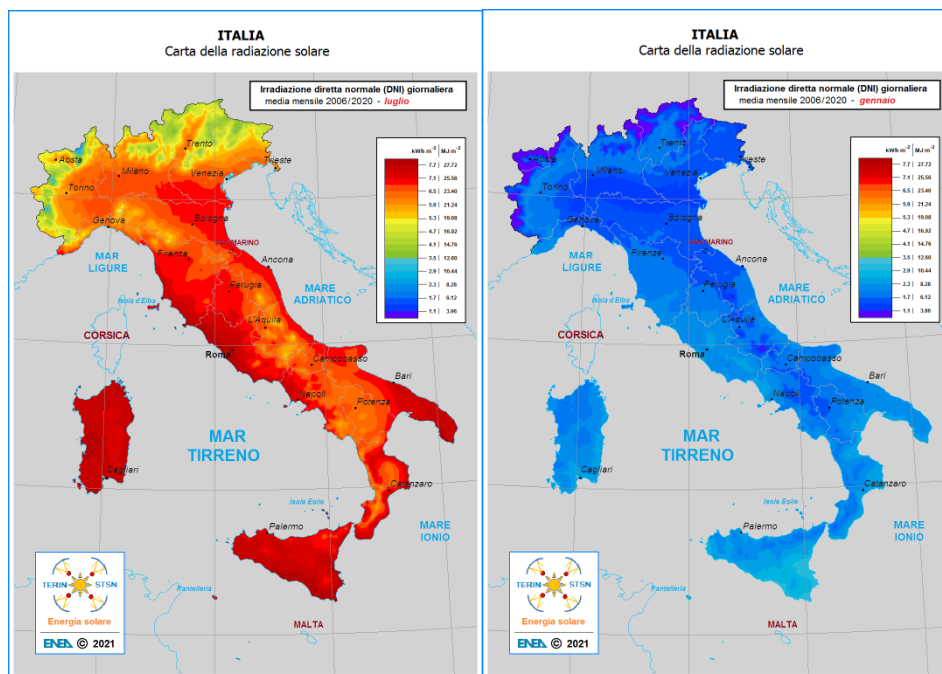 ITALIA
Carta della radiazione solare
Irradiazione diretta normale (DNI) giornaliera
media mensile 2006/2020 - luglio
kWh m-2 MJ m-2
7.7 27.72
7.1 25.56
6.5 23.40
5.9 21.24
5.3 19.08
4.7 16.92
4.1 14.76
3.5 12.60
2.9 10.44
2.3 8.28
1.7 6.12
1.1 3.96
Aosta
Trento
Milano
Trieste
Torino
Venezia
Genova
Bologna
SAN MARINO
Firenze
MAR
LIGURE
Ancona
Perugia
MARE
ADRIATICO
Isola d'Elba
L'Aquila
CORSICA
Roma
Campobasso
Bari
Napoli
Potenza
MAR
TIRRENO
Cagliari
Catanzaro
Isole Eolie
Palermo
MARE
IONIO
TERIN STSN
Energia solare
Pantelleria
MALTA
ENEA © 2021
ITALIA
Carta della radiazione solare
Irradiazione diretta normale (DNI) giornaliera
media mensile 2006/2020 - gennaio
kWh m-2 MJ m-2
7.7 27.72
7.1 25.56
6.5 23.40
5.9 21.24
5.3 19.08
4.7 16.92
4.1 14.76
3.5 12.60
2.9 10.44
2.3 8.28
1.7 6.12
1.1 3.96
Aosta
Trento
Milano
Trieste
Torino
Venezia
Genova
Bologna
SAN MARINO
Firenze
MAR
LIGURE
Ancona
Perugia
MARE
ADRIATICO
Isola d'Elba
L'Aquila
CORSICA
Roma
Campobasso
Bari
Napoli
Potenza
MAR
TIRRENO
Cagliari
Catanzaro
Isole Eolie
Palermo
MARE
IONIO
TERIN STSN
Energia solare
Pantelleria
MALTA
ENEA © 2021